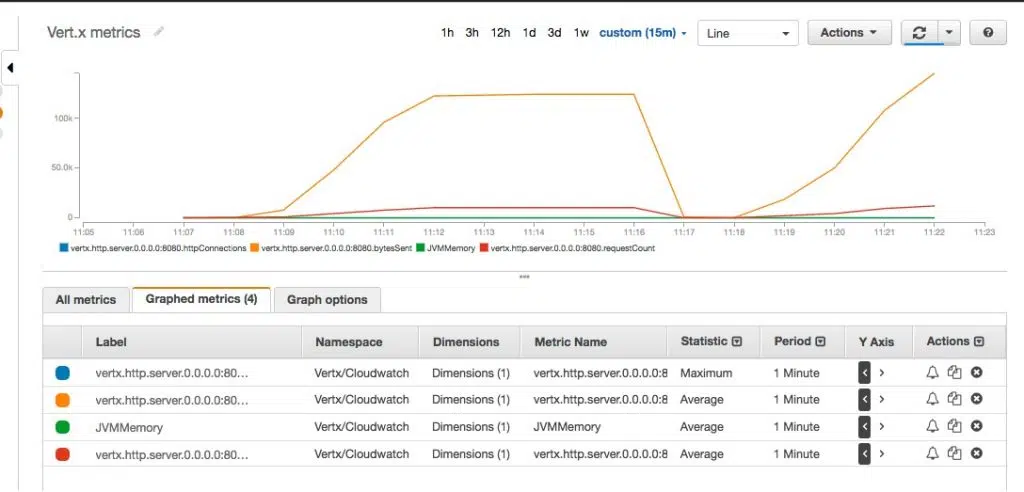 Vert.x metrics
1h 3h 12h 1d 3d 1w custom (15m) Line Actions
100k
50.0k
0
11:05 11:06 11:07 11:08 11:09 11:10 11:11 11:12 11:13 11:14 11:15 11:16 11:17 11:18 11:19 11:20 11:21 11:22 11:23
vertx.http.server.0.0.0.0:8080.httpConnections vertx.http.server.0.0.0.0:8080.bytesSent JVMMemory vertx.http.server.0.0.0.0:8080.requestCount
All metrics Graphed metrics (4) Graph options
Label Namespace Dimensions Metric Name Statistic Period Y Axis Actions
vertx.http.server.0.0.0.0:80... Vertx/Cloudwatch Dimensions (1) vertx.http.server.0.0.0.0:8 Maximum 1 Minute
vertx.http.server.0.0.0.0:80... Vertx/Cloudwatch Dimensions (1) vertx.http.server.0.0.0.0:8 Average 1 Minute
JVMMemory Vertx/Cloudwatch Dimensions (1) JVMMemory Average 1 Minute
vertx.http.server.0.0.0.0:80... Vertx/Cloudwatch Dimensions (1) vertx.http.server.0.0.0.0:8 Average 1 Minute